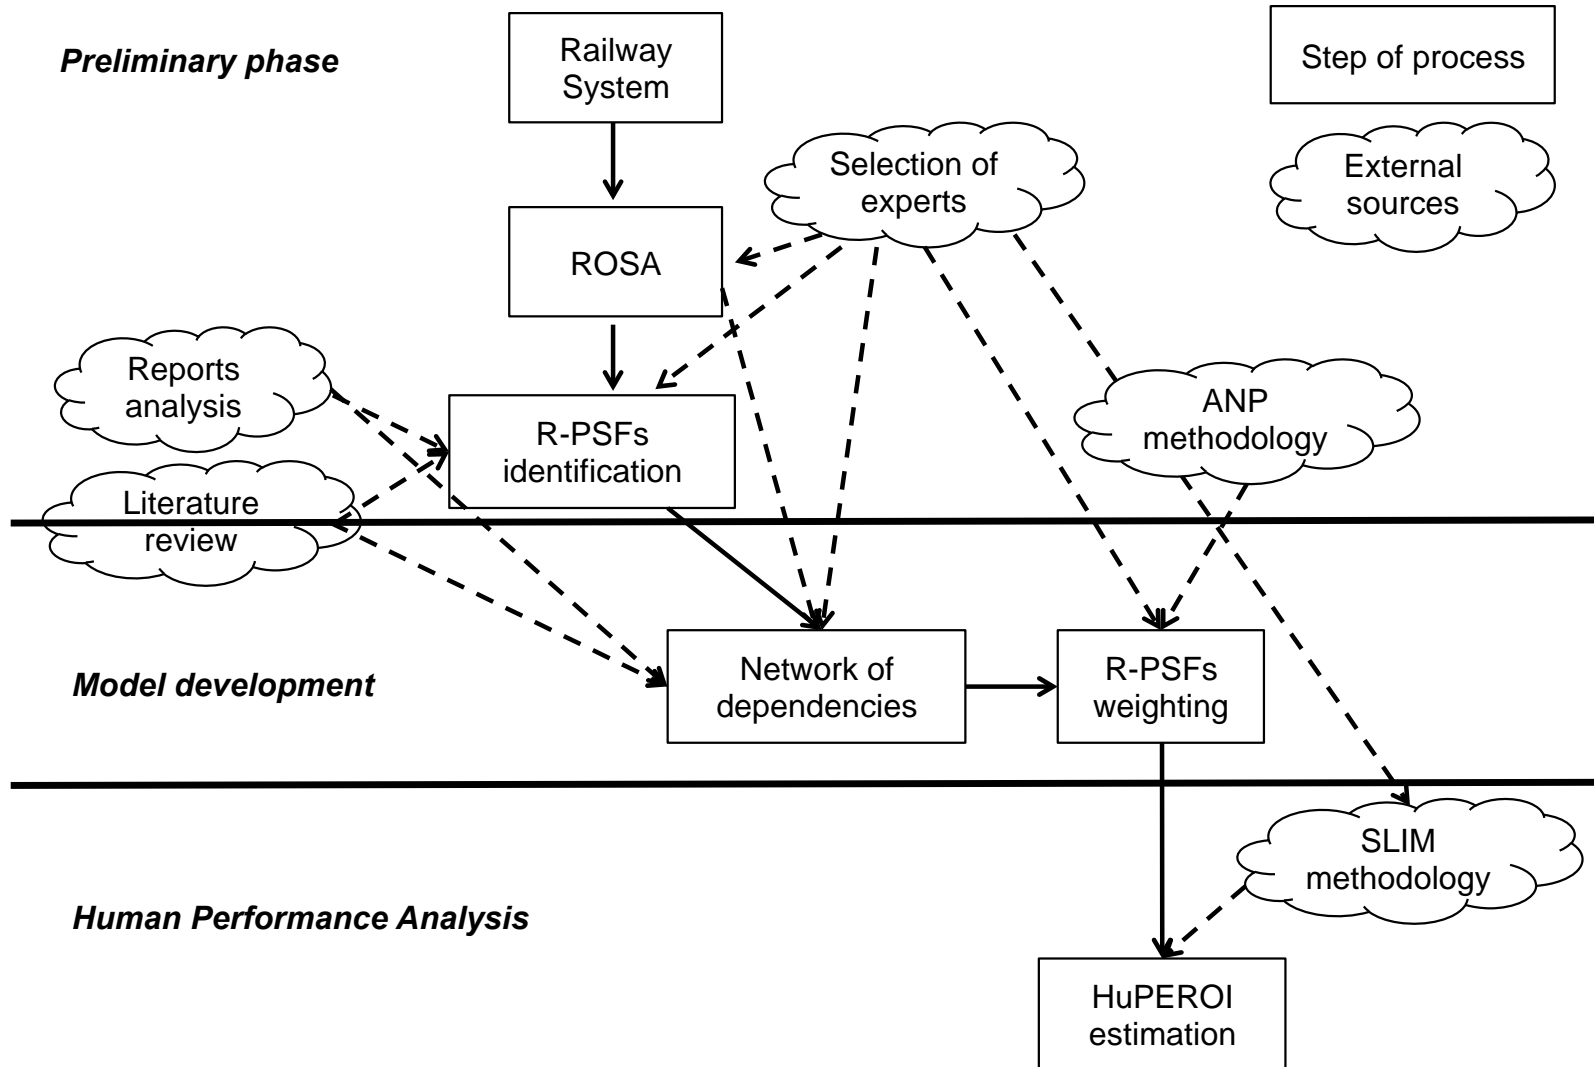 Preliminary phase
Railway
System
Step of process
Selection of
experts
External
sources
ROSA
Reports
analysis
R-PSFs
identification
ANP
methodology
Literature
review
Model development
Network of
dependencies
R-PSFs
weighting
SLIM
methodology
Human Performance Analysis
HuPEROI
estimation